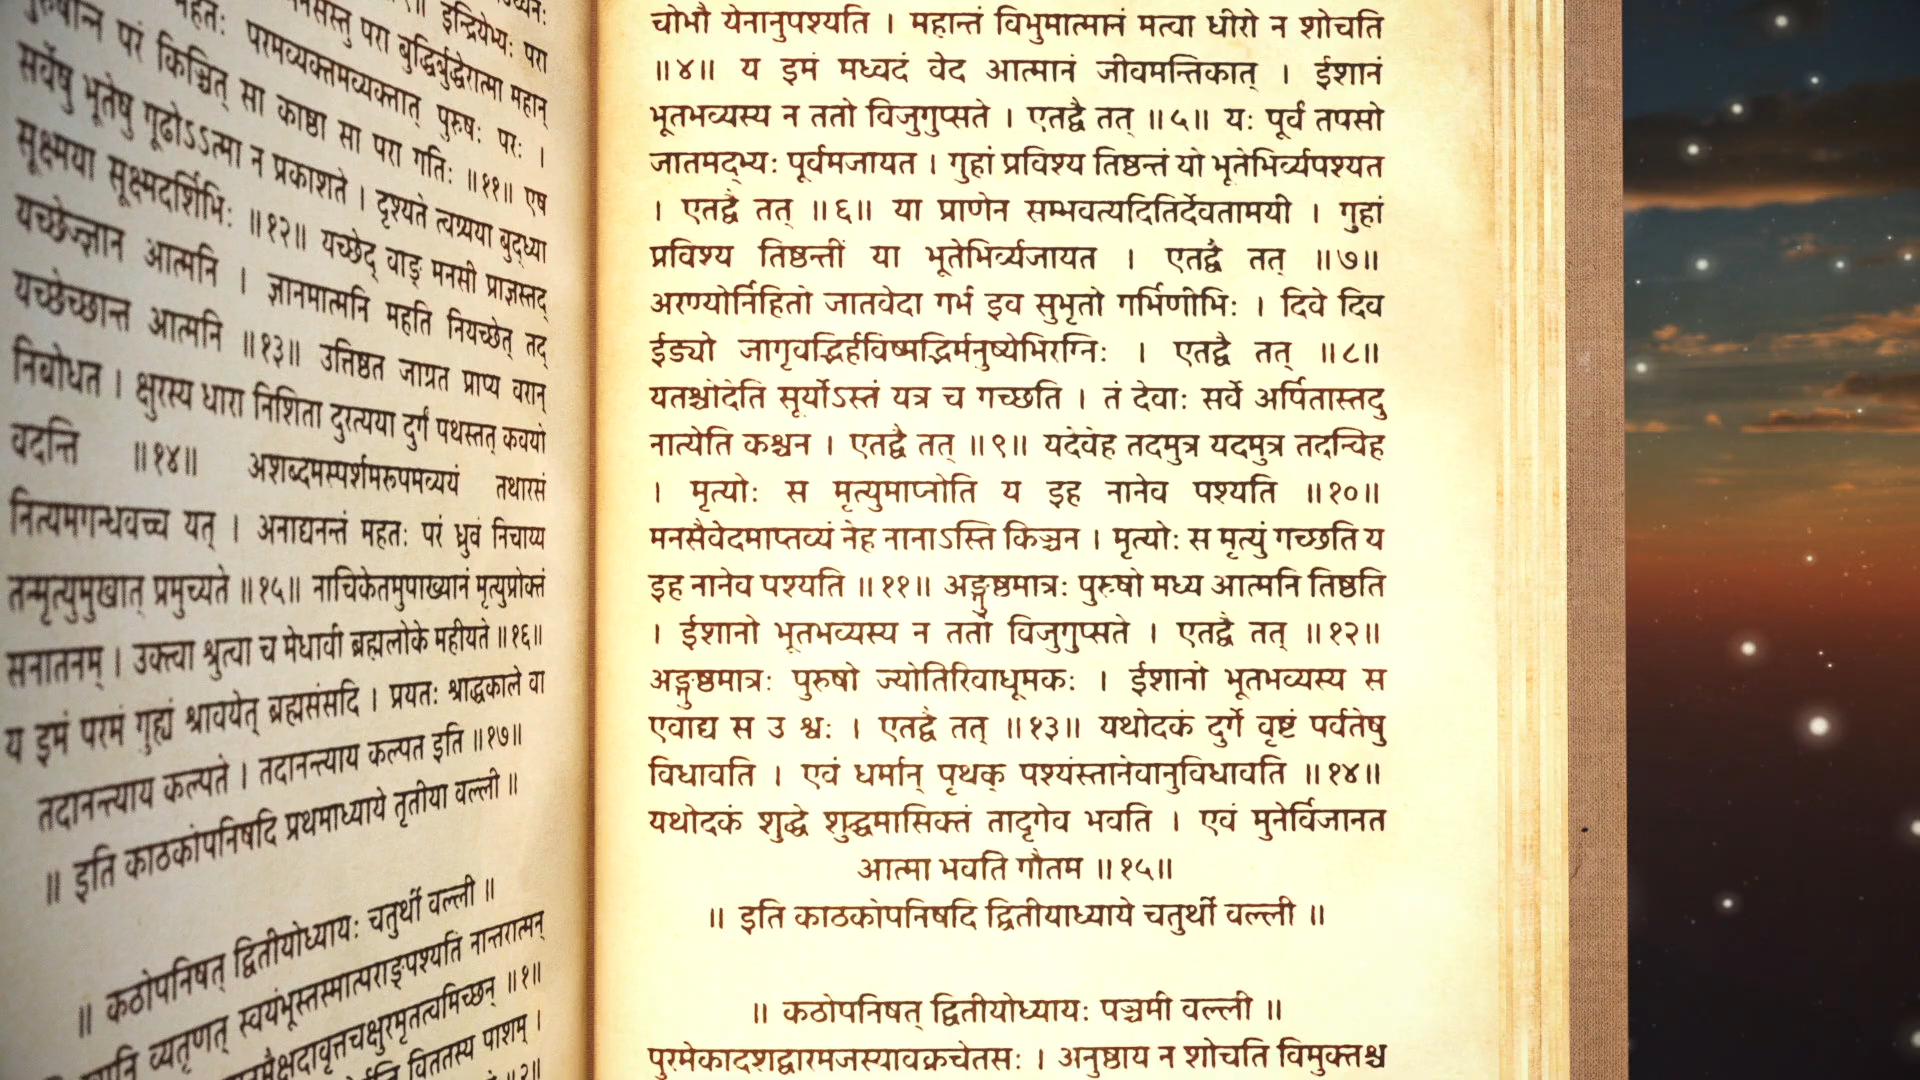 परा बुद्धिर्बुद्धेरात्मा महान्
परमव्यक्तमव्यक्तात् पुरुषः परः ।
परं किञ्चित् सा काष्ठा सा परा गतिः ॥११॥ एष
सर्वेषु भूतेषु गूढोऽऽत्मा न प्रकाशते । दृश्यते त्वग्र्यया बुद्ध्या
सूक्ष्मया सूक्ष्मदर्शिभिः ॥१२॥ यच्छेद् वाङ् मनसी प्राज्ञस्तद्
यच्छेज्ज्ञान आत्मनि । ज्ञानमात्मनि महति नियच्छेत् तद्
यच्छेच्छान्त आत्मनि ॥१३॥ उत्तिष्ठत जाग्रत प्राप्य वरान्
निबोधत । क्षुरस्य धारा निशिता दुरत्यया दुर्गं पथस्तत् कवयो
वदन्ति ॥१४॥ अशब्दमस्पर्शमरूपमव्ययं तथारसं
नित्यमगन्धवच्च यत् । अनाद्यनन्तं महतः परं ध्रुवं निचाय्य
तन्मृत्युमुखात् प्रमुच्यते ॥१५॥ नाचिकेतमुपाख्यानं मृत्युप्रोक्तं
सनातनम् । उक्त्वा श्रुत्वा च मेधावी ब्रह्मलोके महीयते ॥१६॥
य इमं परमं गुह्यं श्रावयेत् ब्रह्मसंसदि । प्रयतः श्राद्धकाले वा
तदानन्त्याय कल्पते । तदानन्त्याय कल्पत इति ॥१७॥
॥ इति काठकोपनिषदि प्रथमाध्याये तृतीया वल्ली ॥
॥ कठोपनिषत् द्वितीयोध्यायः चतुर्थी वल्ली ॥
व्यतृणत् स्वयंभूस्तस्मात्पराङ्पश्यति नान्तरात्मन्
॥१॥
विततस्य पाशम् ।
चोभौ येनानुपश्यति । महान्तं विभुमात्मानं मत्वा धीरो न शोचति
॥४॥ य इमं मध्वदं वेद आत्मानं जीवमन्तिकात् । ईशानं
भूतभव्यस्य न ततो विजुगुप्सते । एतद्वै तत् ॥५॥ यः पूर्वं तपसो
जातमद्भ्यः पूर्वमजायत । गुहां प्रविश्य तिष्ठन्तं यो भूतेभिर्व्यपश्यत
। एतद्वै तत् ॥६॥ या प्राणेन सम्भवत्यदितिर्देवतामयी । गुहां
प्रविश्य तिष्ठन्तीं या भूतेभिर्व्यजायत । एतद्वै तत् ॥७॥
अरण्योर्निहितो जातवेदा गर्भ इव सुभृतो गर्भिणीभिः । दिवे दिव
ईड्यो जागृवद्भिर्हविष्मद्भिर्मनुष्येभिरग्निः । एतद्वै तत् ॥८॥
यतश्चोदेति सूर्योऽस्तं यत्र च गच्छति । तं देवाः सर्वे अर्पितास्तदु
नात्येति कश्चन । एतद्वै तत् ॥९॥ यदेवेह तदमुत्र यदमुत्र तदन्विह
। मृत्योः स मृत्युमाप्नोति य इह नानेव पश्यति ॥१०॥
मनसैवेदमाप्तव्यं नेह नानाऽस्ति किञ्चन । मृत्योः स मृत्युं गच्छति य
इह नानेव पश्यति ॥११॥ अङ्गुष्ठमात्रः पुरुषो मध्य आत्मनि तिष्ठति
। ईशानो भूतभव्यस्य न ततो विजुगुप्सते । एतद्वै तत् ॥१२॥
अङ्गुष्ठमात्रः पुरुषो ज्योतिरिवाधूमकः । ईशानो भूतभव्यस्य स
एवाद्य स उ श्वः । एतद्वै तत् ॥१३॥ यथोदकं दुर्गे वृष्टं पर्वतेषु
विधावति । एवं धर्मान् पृथक् पश्यंस्तानेवानुविधावति ॥१४॥
यथोदकं शुद्धे शुद्धमासिक्तं तादृगेव भवति । एवं मुनेर्विजानत
आत्मा भवति गौतम ॥१५॥
॥ इति काठकोपनिषदि द्वितीयाध्याये चतुर्थी वल्ली ॥
॥ कठोपनिषत् द्वितीयोध्यायः पञ्चमी वल्ली ॥
पुरमेकादशद्वारमजस्यावक्रचेतसः । अनुष्ठाय न शोचति विमुक्तश्च